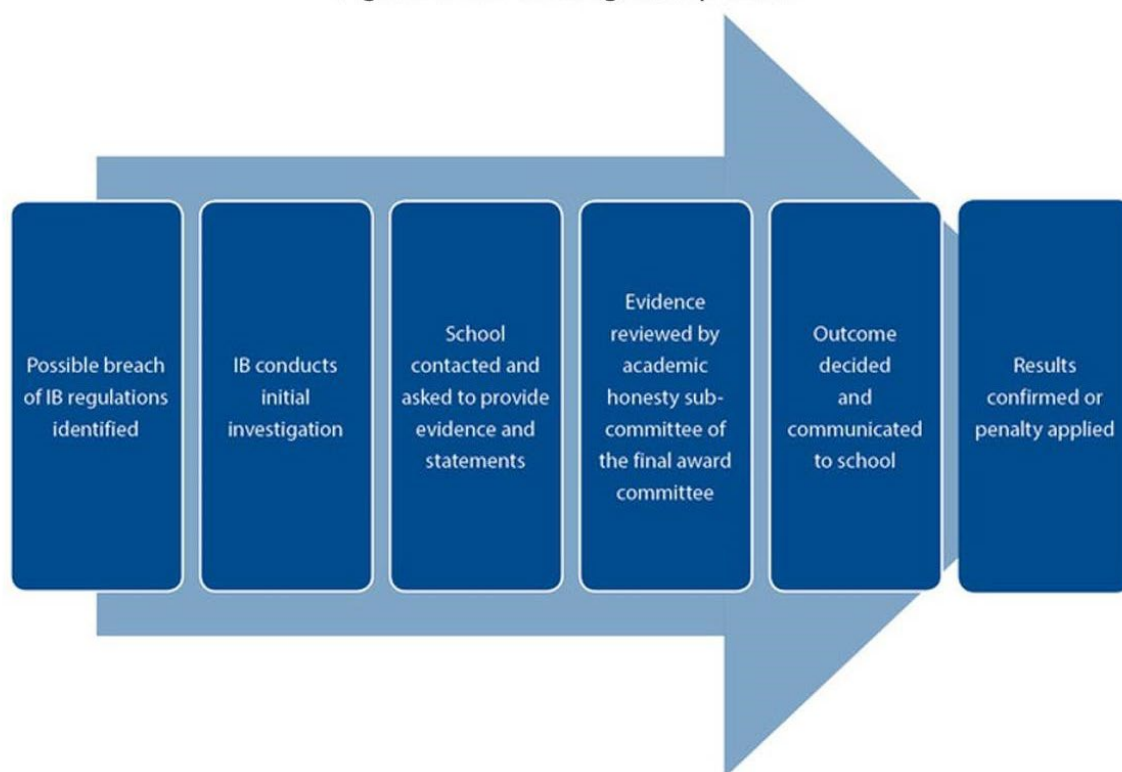 Possible breach
of IB regulations
identified
IB conducts
initial
investigation
School
contacted and
asked to provide
evidence and
statements
Evidence
reviewed by
academic
honesty sub-
committee of
the final award
committee
Outcome
decided
and
communicated
to school
Results
confirmed or
penalty applied